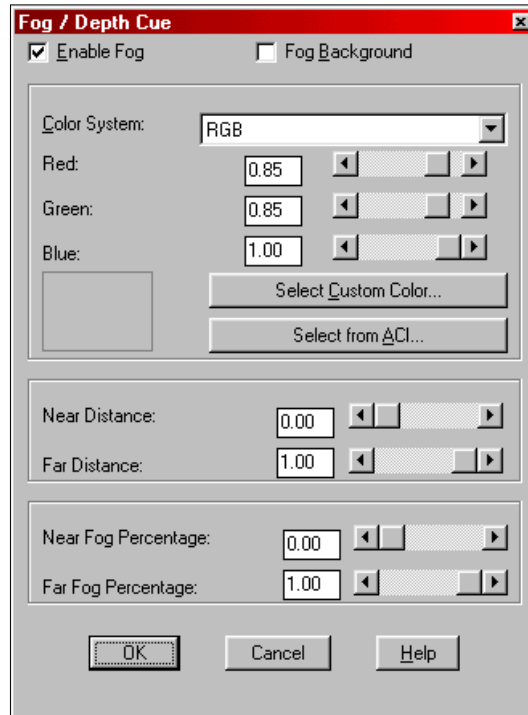 Fog / Depth Cue
Enable Fog
Fog Background
Color System:
RGB
Red:
0.85
Green:
0.85
Blue:
1.00
Select Custom Color...
Select from ACI...
Near Distance:
0.00
Far Distance:
1.00
Near Fog Percentage:
0.00
Far Fog Percentage:
1.00
OK
Cancel
Help